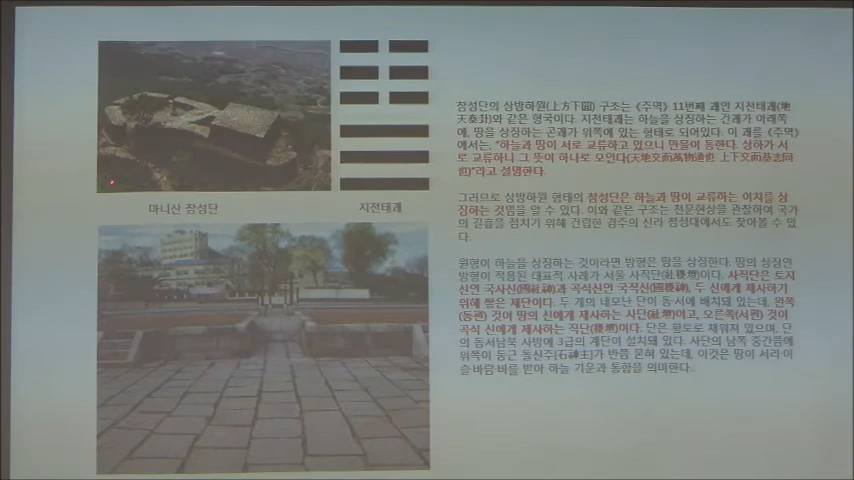 마니산 참성단
지천태괘
참성단의 상방하원(上方下圓) 구조는 《주역》 11번째 괘인 지천태괘(地
天泰卦)와 같은 형국이다. 지천태괘는 하늘을 상징하는 건괘가 아래쪽
에, 땅을 상징하는 곤괘가 위쪽에 있는 형태로 되어있다. 이 괘를 《주역》
에서는, "하늘과 땅이 서로 교류하고 있으니 만물이 통한다. 상하가 서
로 교류하니 그 뜻이 하나로 모인다(天地交而萬物通也 上下交而其志同
也)"라고 설명한다.
그러므로 상방하원 형태의 참성단은 하늘과 땅이 교류하는 이치를 상
징하는 것임을 알 수 있다. 이와 같은 구조는 천문현상을 관찰하여 국가
의 길흉을 점치기 위해 건립한 경주의 신라 첨성대에서도 찾아볼 수 있
다.
원형이 하늘을 상징하는 것이라면 방형은 땅을 상징한다. 땅의 상징인
방형이 적용된 대표적 사례가 서울 사직단(社稷壇)이다. 사직단은 토지
신인 국사신(國社神)과 곡식신인 국직신(國稷神), 두 신에게 제사하기
위해 쌓은 제단이다. 두 개의 네모난 단이 동·서에 배치돼 있는데, 왼쪽
(동편) 것이 땅의 신에게 제사하는 사단(社壇)이고, 오른쪽(서편) 것이
곡식 신에게 제사하는 직단(稷壇)이다. 단은 황토로 채워져 있으며, 단
의 동서남북 사방에 3급의 계단이 설치돼 있다. 사단의 남쪽 중간쯤에
위쪽이 둥근 돌신주[石神主]가 반쯤 묻혀 있는데, 이것은 땅이 서리·이
슬·바람·비를 받아 하늘 기운과 통함을 의미한다.